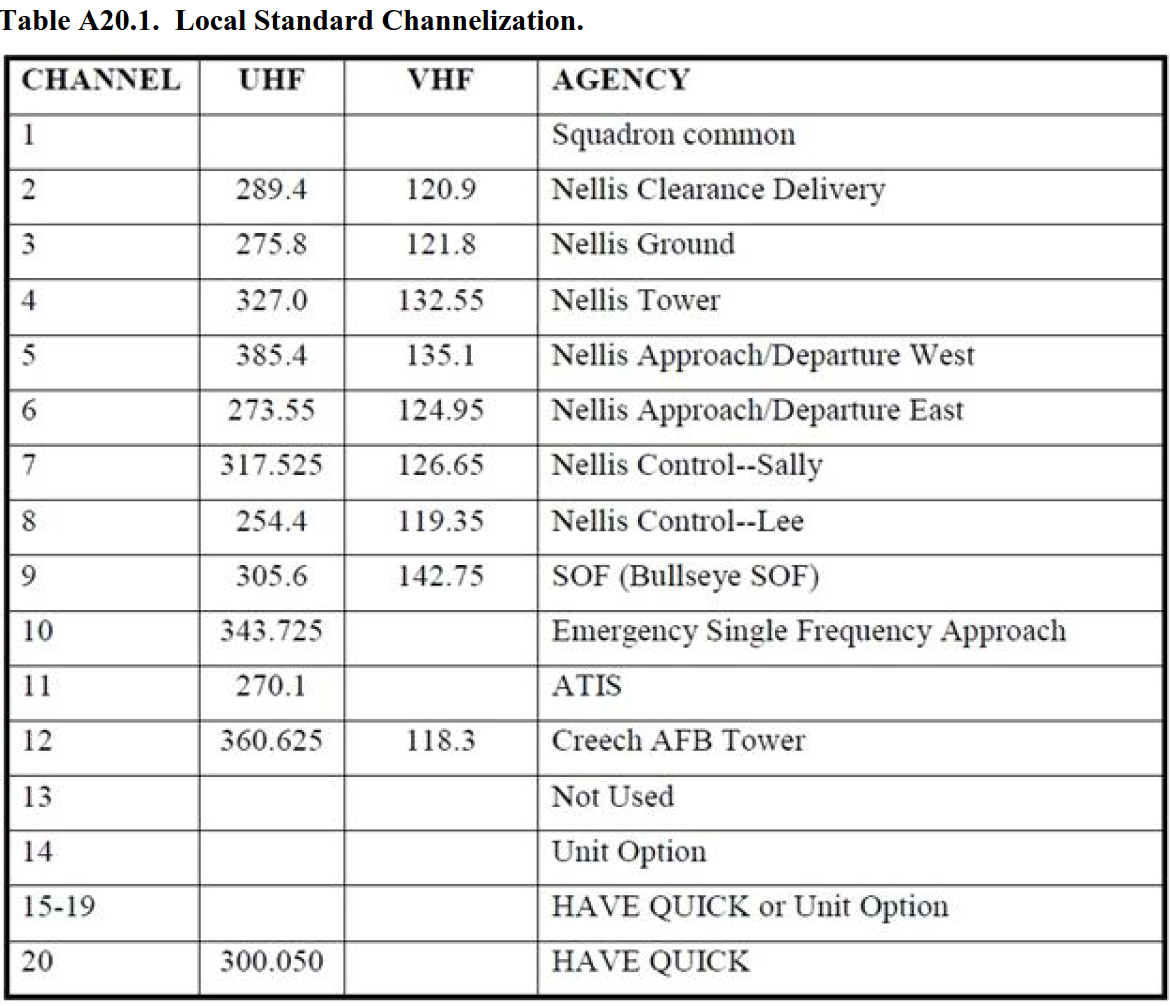 Table A20.1. Local Standard Channelization.
CHANNEL UHF VHF AGENCY
1 Squadron common
2 289.4 120.9 Nellis Clearance Delivery
3 275.8 121.8 Nellis Ground
4 327.0 132.55 Nellis Tower
5 385.4 135.1 Nellis Approach/Departure West
6 273.55 124.95 Nellis Approach/Departure East
7 317.525 126.65 Nellis Control--Sally
8 254.4 119.35 Nellis Control--Lee
9 305.6 142.75 SOF (Bullseye SOF)
10 343.725 Emergency Single Frequency Approach
11 270.1 ATIS
12 360.625 118.3 Creech AFB Tower
13 Not Used
14 Unit Option
15-19 HAVE QUICK or Unit Option
20 300.050 HAVE QUICK